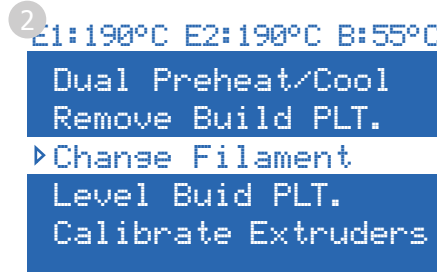 2
E1:190°C E2:190°C B:55°C
Dual Preheat/Cool
Remove Build PLT.
Change Filament
Level Buid PLT.
Calibrate Extruders